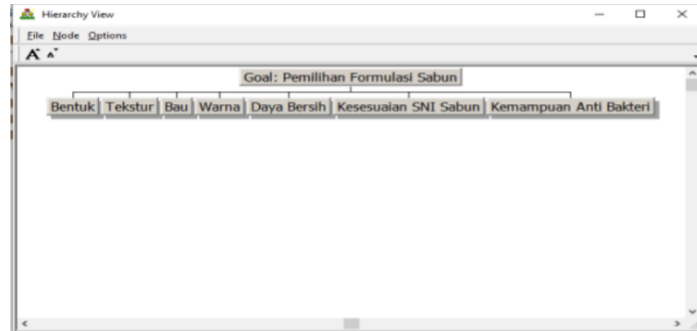 Hierarchy View
File Node Options
A A
Goal: Pemilihan Formulasi Sabun
Bentuk Tekstur Bau Warna Daya Bersih Kesesuaian SNI Sabun Kemampuan Anti Bakteri